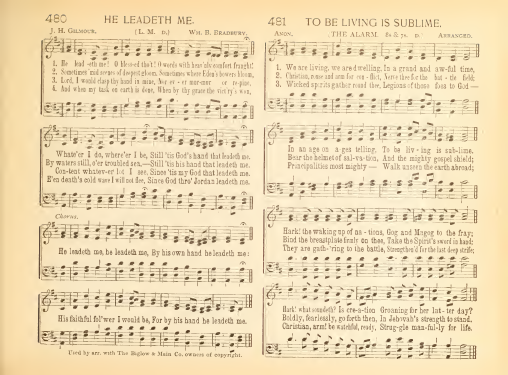 480 HE LEADETH ME.
J. H. GILMOUR. (L. M. D.) WM. B. BRADBURY.
1. He lead-eth me! O blessed tho't! O words with heav'nly comfort fraught!
2. Sometimes 'mid scenes of deepest gloom, Sometimes where Eden's bowers bloom,
3. Lord, I would clasp thy hand in mine, Nor ev-er mur-mur or re-pine,
4. And when my task on earth is done, When by thy grace the vict'ry's won,
Whate'er I do, where'er I be, Still 'tis God's hand that leadeth me.
By waters still, o'er troubled sea,—Still 'tis his hand that leadeth me.
Con-tent whatev-er lot I see, Since 'tis my God that leadeth me.
E'en death's cold wave I will not flee, Since God thro' Jordan leadeth me.
Chorus.
He leadeth me, he leadeth me, By his own hand he leadeth me:
His faithful fol'wer I would be, For by his hand he leadeth me.
Us'd by arr. with The Biglow & Main Co. owners of copyright.
481 TO BE LIVING IS SUBLIME.
ANON. THE ALARM. 8s & 7s. D. ARRANGED.
1. We are living, we are dwelling, In a grand and aw-ful time,
2. Christian, rouse and arm for con-flict, Nerve thee for the bat-tle field;
3. Wicked spirits gather round thee, Legions of those foes to God—
In an age on a-ges telling, To be liv-ing is sub-lime.
Bear the helmet of sal-va-tion, And the mighty gospel shield;
Principalities most mighty— Walk unseen the earth abroad;
Hark! the waking up of na-tions, Gog and Magog to the fray;
Bind the breastplate firmly on thee, Take the Spirit's sword in hand;
They are gath-'ring to the battle, Strengthen'd for the last deep strife;
Hark! what soundeth? Is cre-a-tion Groaning for her lat-ter day?
Boldly, fearlessly, go forth then, In Jehovah's strength to stand.
Christian, arm! be watchful, ready, Strug-gle man-ful-ly for life.